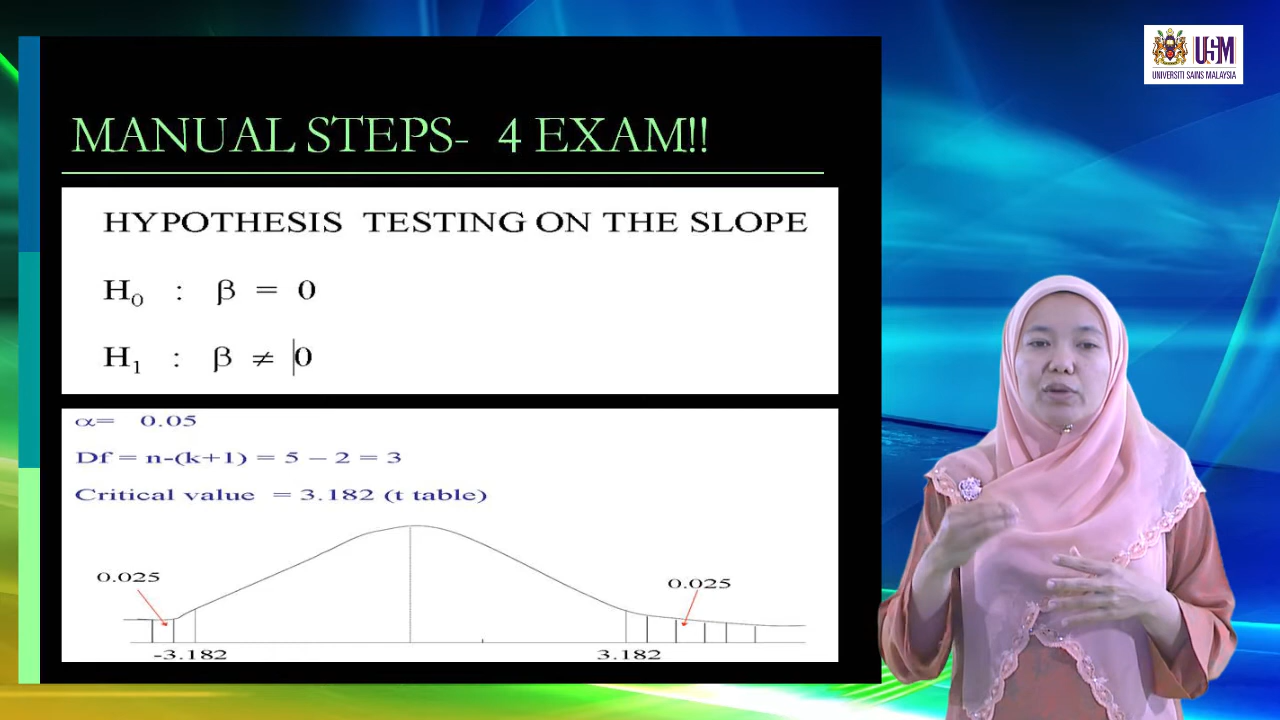 USM
UNIVERSITI SAINS MALAYSIA
MANUAL STEPS- 4 EXAM!!
HYPOTHESIS TESTING ON THE SLOPE
H₀ : β = 0
H₁ : β ≠ 0
α= 0.05
Df = n-(k+1) = 5 – 2 = 3
Critical value = 3.182 (t table)
0.025
0.025
-3.182
3.182